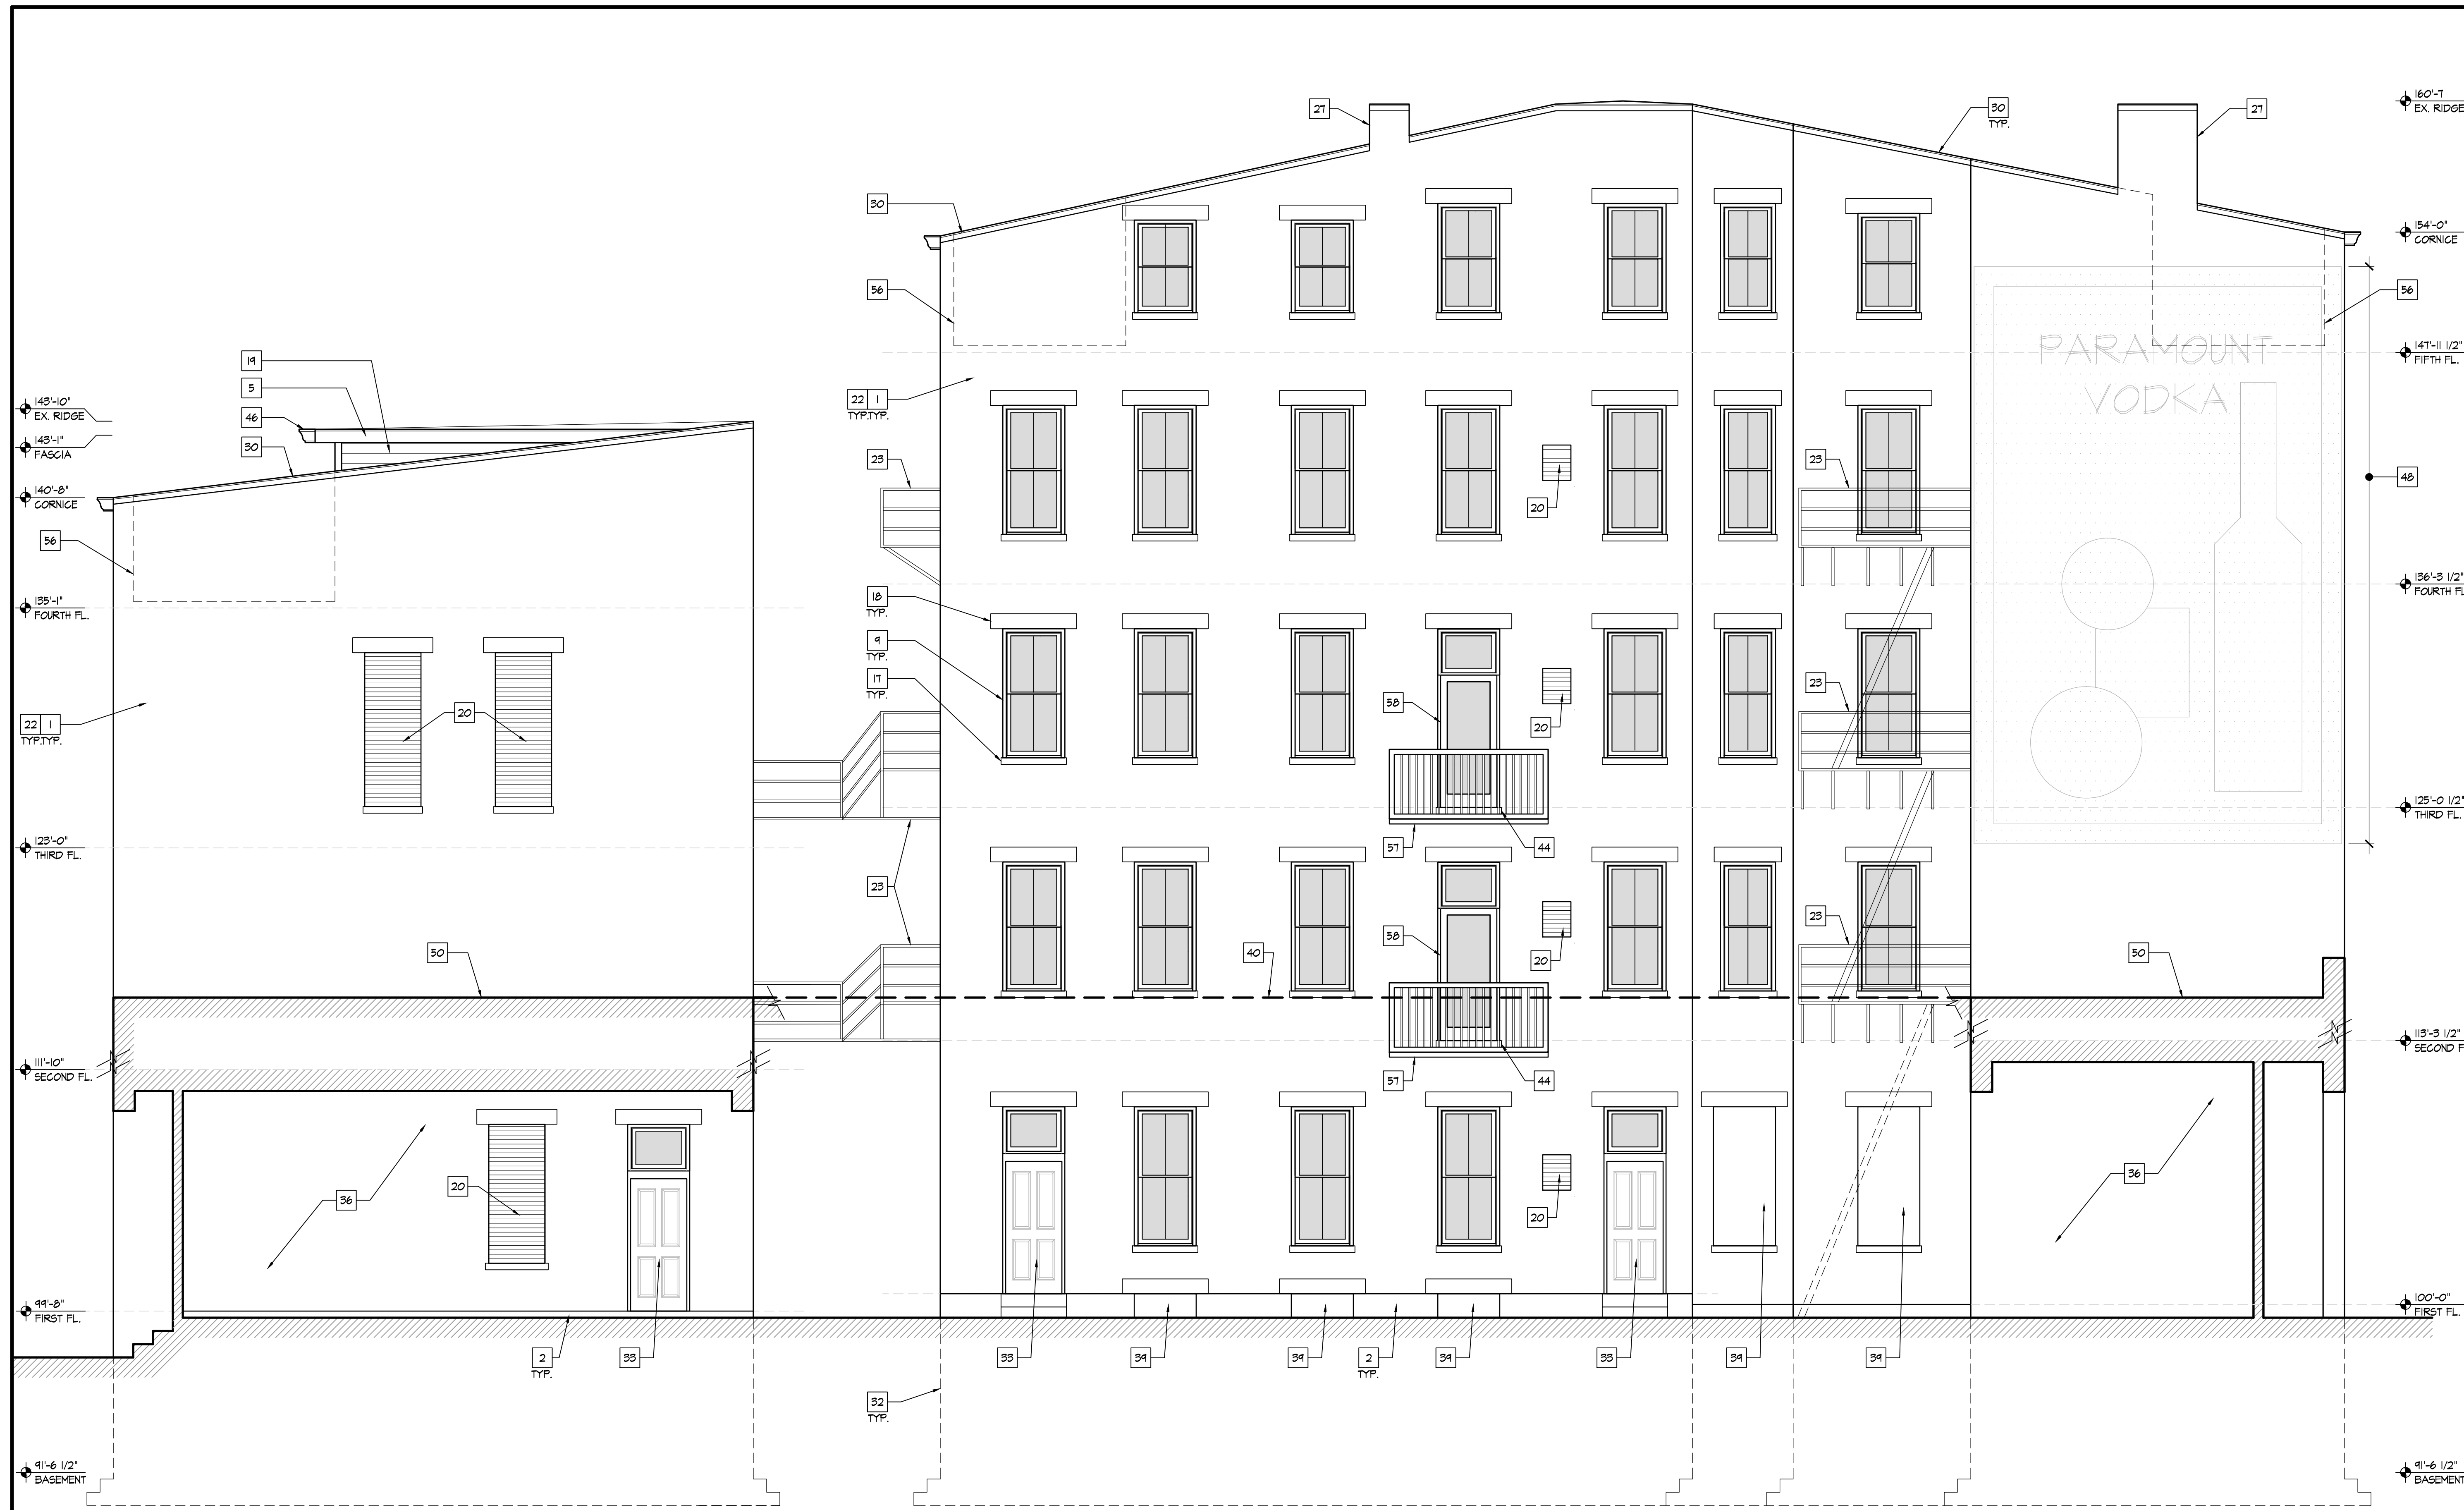 27
30
TYP.
27
160'-7
EX. RIDGE
30
154'-0"
CORNICE
56
56
PARAMOUNT
VODKA
147'-11 1/2"
FIFTH FL.
19
5
46
30
143'-10"
EX. RIDGE
143'-1"
FASCIA
22 1
TYP.TYP.
23
23
20
48
140'-8"
CORNICE
56
135'-1"
FOURTH FL.
18
TYP.
9
TYP.
17
TYP.
136'-3 1/2"
FOURTH FL
20
22 1
TYP.TYP.
58
20
23
57
44
125'-0 1/2"
THIRD FL.
123'-0"
THIRD FL.
23
50
40
58
20
23
50
111'-10"
SECOND FL.
57
44
113'-3 1/2"
SECOND F
36
20
20
36
99'-8"
FIRST FL.
100'-0"
FIRST FL.
2
TYP.
33
33
39
39
2
TYP.
39
33
39
39
32
TYP.
91'-6 1/2"
BASEMENT
91'-6 1/2"
BASEMENT